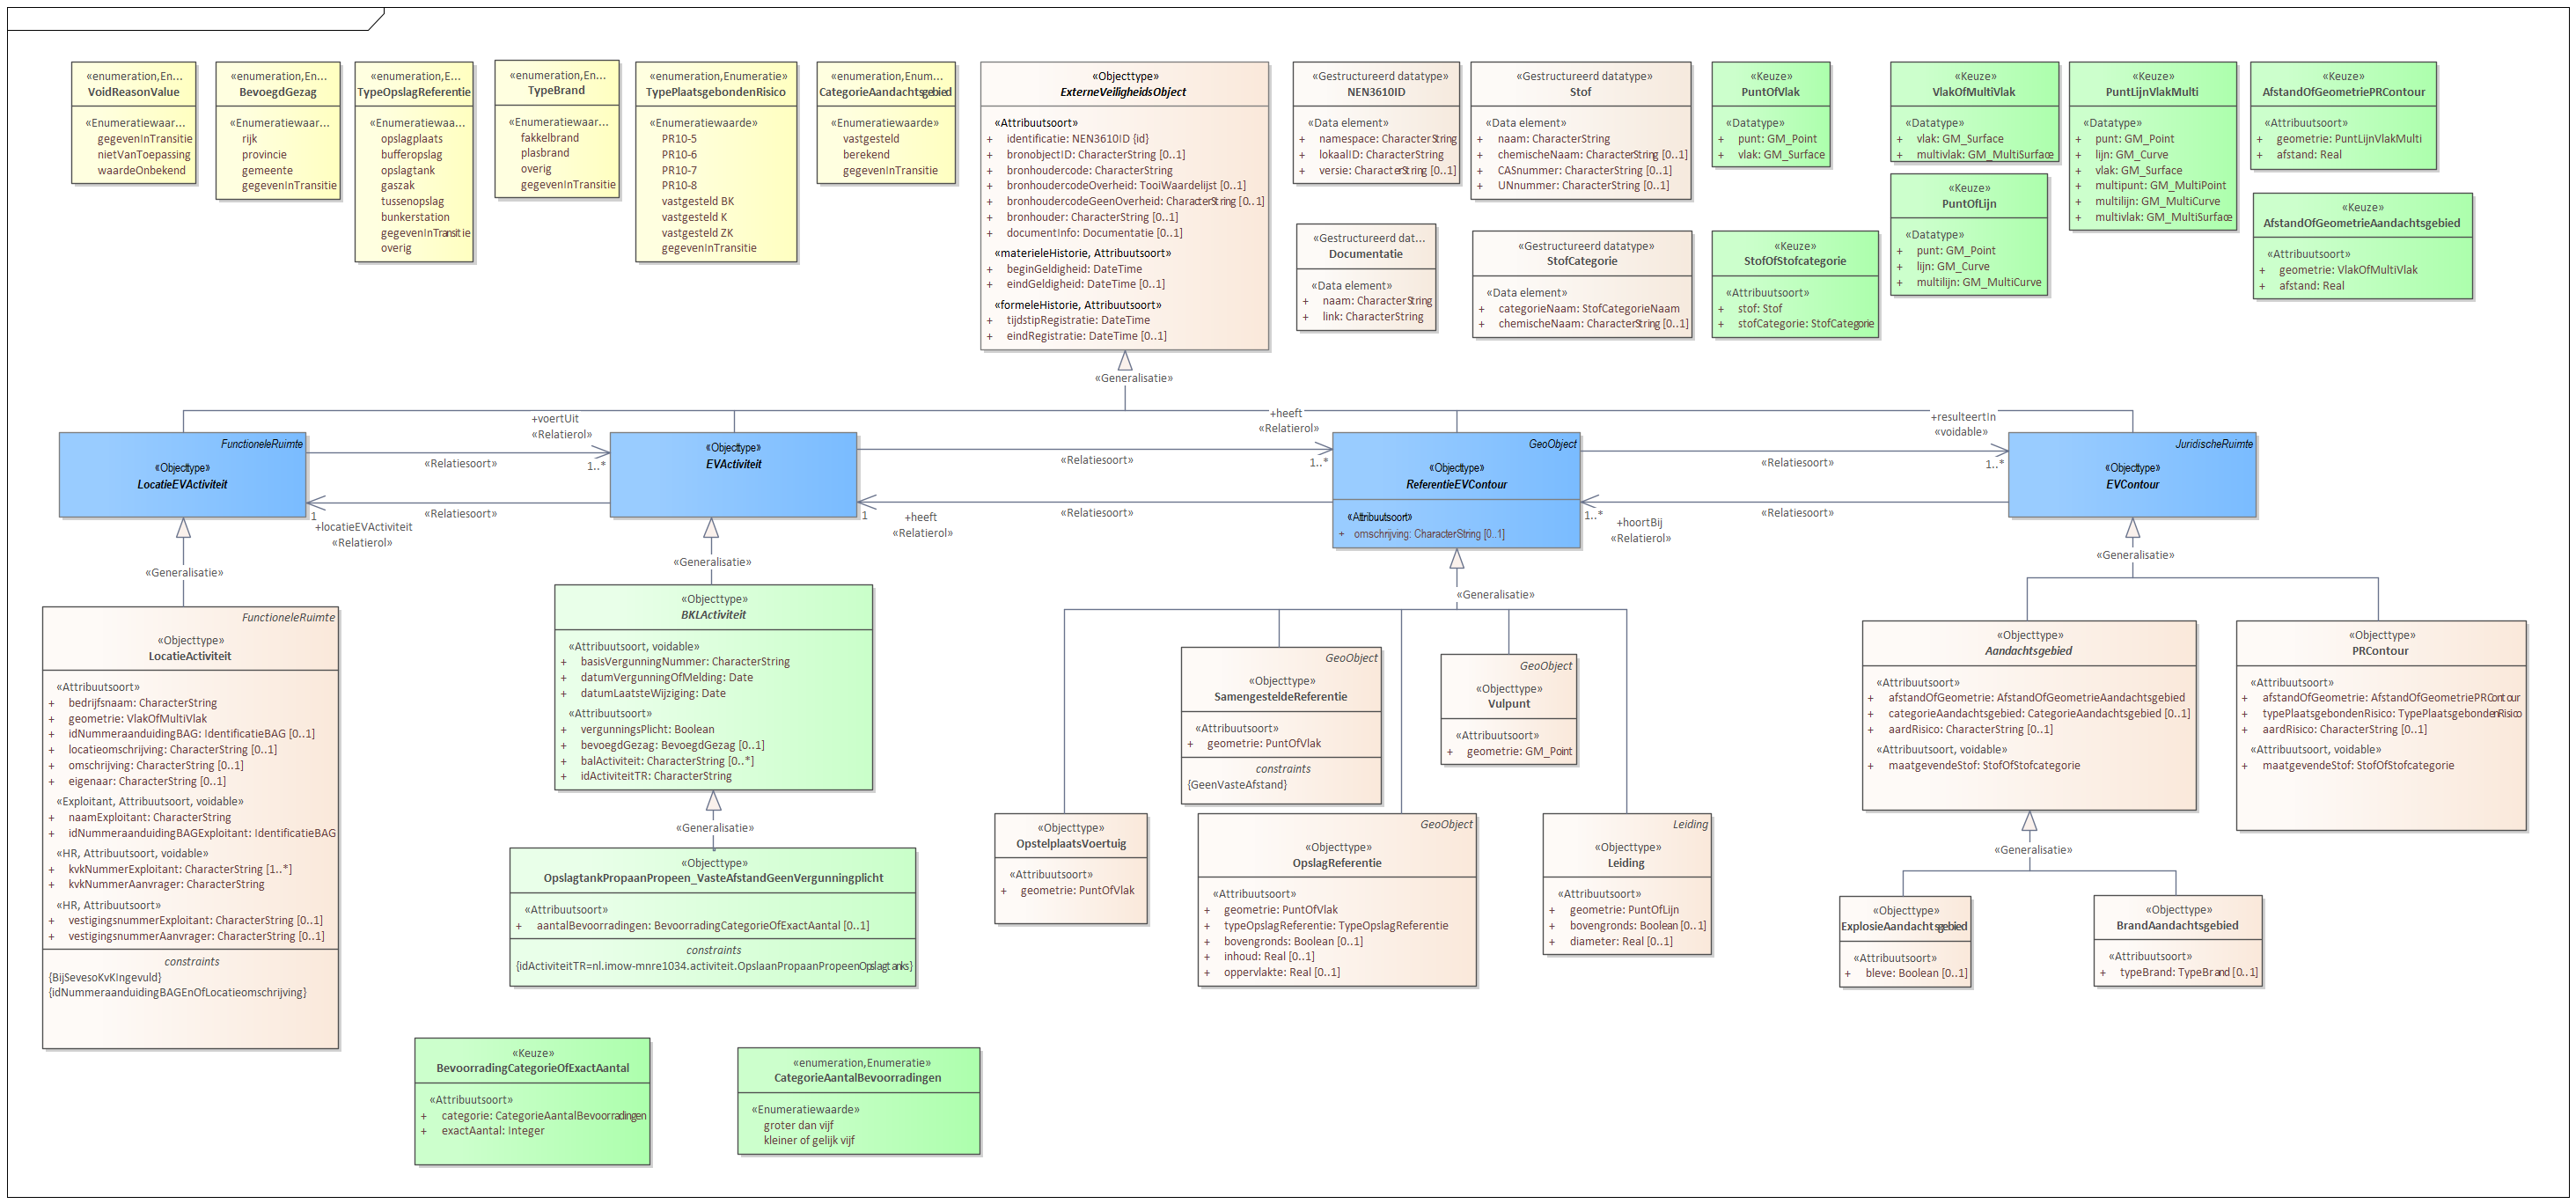 «enumeration,En...
VoidReasonValue
«Enumeratiewaar...
gegevenInTransitie
nietVanToepassing
waardeOnbekend
«enumeration,En...
BevoegdGezag
«Enumeratiewaar...
rijk
provincie
gemeente
gegevenInTransitie
«enumeration,E...
TypeOpslagReferentie
«Enumeratiewaa...
opslagplaats
bufferopslag
opslagtank
gaszak
tussenopslag
bunkerstation
gegevenInTransitie
overig
«enumeration,En...
TypeBrand
«Enumeratiewaar...
fakkelbrand
plasbrand
overig
gegevenInTransitie
«enumeration,Enumeratie»
TypePlaatsgebondenRisico
«Enumeratiewaarde»
PR10-5
PR10-6
PR10-7
PR10-8
vastgesteld BK
vastgesteld K
vastgesteld ZK
gegevenInTransitie
«enumeration,Enum...
CategorieAandachtsgebied
«Enumeratiewaarde»
vastgesteld
berekend
gegevenInTransitie
«Objecttype»
ExterneVeiligheidsObject
«Attribuutsoort»
+ identificatie: NEN3610ID {id}
+ bronobjectID: CharacterString [0..1]
+ bronhoudercode: CharacterString
+ bronhoudercodeOverheid: TooiWaardelijst [0..1]
+ bronhoudercodeGeenOverheid: CharacterString [0..1]
+ bronhouder: CharacterString [0..1]
+ documentInfo: Documentatie [0..1]
«materieleHistorie, Attribuutsoort»
+ beginGeldigheid: DateTime
+ eindGeldigheid: DateTime [0..1]
«formeleHistorie, Attribuutsoort»
+ tijdstipRegistratie: DateTime
+ eindRegistratie: DateTime [0..1]
«Gestructureerd datatype»
NEN3610ID
«Data element»
+ namespace: CharacterString
+ lokaalID: CharacterString
+ versie: CharacterString [0..1]
«Gestructureerd dat...
Documentatie
«Data element»
+ naam: CharacterString
+ link: CharacterString
«Gestructureerd datatype»
Stof
«Data element»
+ naam: CharacterString
+ chemischeNaam: CharacterString [0..1]
+ CASnummer: CharacterString [0..1]
+ UNnummer: CharacterString [0..1]
«Gestructureerd datatype»
StofCategorie
«Data element»
+ categorieNaam: StofCategorieNaam
+ chemischeNaam: CharacterString [0..1]
«Keuze»
PuntOfVlak
«Datatype»
+ punt: GM_Point
+ vlak: GM_Surface
«Keuze»
StofOfStofcategorie
«Attribuutsoort»
+ stof: Stof
+ stofCategorie: StofCategorie
«Keuze»
VlakOfMultiVlak
«Datatype»
+ vlak: GM_Surface
+ multivlak: GM_MultiSurface
«Keuze»
PuntOfLijn
«Datatype»
+ punt: GM_Point
+ lijn: GM_Curve
+ multilijn: GM_MultiCurve
«Keuze»
PuntLijnVlakMulti
«Datatype»
+ punt: GM_Point
+ lijn: GM_Curve
+ vlak: GM_Surface
+ multipunt: GM_MultiPoint
+ multilijn: GM_MultiCurve
+ multivlak: GM_MultiSurface
«Keuze»
AfstandOfGeometriePRContour
«Attribuutsoort»
+ geometrie: PuntLijnVlakMulti
+ afstand: Real
«Keuze»
AfstandOfGeometrieAandachtsgebied
«Attribuutsoort»
+ geometrie: VlakOfMultiVlak
+ afstand: Real
«Generalisatie»
FunctioneleRuimte
«Objecttype»
LocatieEVActiviteit
+voertUit
«Relatierol»
1..*
«Relatiesoort»
«Relatiesoort»
1
+locatieEVActiviteit
«Relatierol»
«Objecttype»
EVActiviteit
+heeft
«Relatierol»
1..*
«Relatiesoort»
«Relatiesoort»
1
+heeft
«Relatierol»
GeoObject
«Objecttype»
ReferentieEVContour
«Attribuutsoort»
+ omschrijving: CharacterString [0..1]
+resulteertIn
«voidable»
1..*
«Relatiesoort»
«Relatiesoort»
1..*
+hoortBij
«Relatierol»
JuridischeRuimte
«Objecttype»
EVContour
«Generalisatie»
«Generalisatie»
«Generalisatie»
«Generalisatie»
FunctioneleRuimte
«Objecttype»
LocatieActiviteit
«Attribuutsoort»
+ bedrijfsnaam: CharacterString
+ geometrie: VlakOfMultiVlak
+ idNummeraanduidingBAG: IdentificatieBAG [0..1]
+ locatieomschrijving: CharacterString [0..1]
+ omschrijving: CharacterString [0..1]
+ eigenaar: CharacterString [0..1]
«Exploitant, Attribuutsoort, voidable»
+ naamExploitant: CharacterString
+ idNummeraanduidingBAGExploitant: IdentificatieBAG
«HR, Attribuutsoort, voidable»
+ kvkNummerExploitant: CharacterString [1..*]
+ kvkNummerAanvrager: CharacterString
«HR, Attribuutsoort»
+ vestigingsnummerExploitant: CharacterString [0..1]
+ vestigingsnummerAanvrager: CharacterString [0..1]
constraints
{BijSevesoKvKIngevuld}
{idNummeraanduidingBAGEnOfLocatieomschrijving}
«Objecttype»
BKLActiviteit
«Attribuutsoort, voidable»
+ basisVergunningNummer: CharacterString
+ datumVergunningOfMelding: Date
+ datumLaatsteWijziging: Date
«Attribuutsoort»
+ vergunningsPlicht: Boolean
+ bevoegdGezag: BevoegdGezag [0..1]
+ balActiviteit: CharacterString [0..*]
+ idActiviteitTR: CharacterString
«Generalisatie»
«Objecttype»
OpslagtankPropaanPropeen_VasteAfstandGeenVergunningplicht
«Attribuutsoort»
+ aantalBevoorradingen: BevoorradingCategorieOfExactAantal [0..1]
constraints
{idActiviteitTR=nl.imow-mnre1034.activiteit.OpslaanPropaanPropeenOpslagtanks}
GeoObject
«Objecttype»
SamengesteldeReferentie
«Attribuutsoort»
+ geometrie: PuntOfVlak
constraints
{GeenVasteAfstand}
GeoObject
«Objecttype»
Vulpunt
«Attribuutsoort»
+ geometrie: GM_Point
«Objecttype»
OpstelplaatsVoertuig
«Attribuutsoort»
+ geometrie: PuntOfVlak
GeoObject
«Objecttype»
OpslagReferentie
«Attribuutsoort»
+ geometrie: PuntOfVlak
+ typeOpslagReferentie: TypeOpslagReferentie
+ bovengronds: Boolean [0..1]
+ inhoud: Real [0..1]
+ oppervlakte: Real [0..1]
Leiding
«Objecttype»
Leiding
«Attribuutsoort»
+ geometrie: PuntOfLijn
+ bovengronds: Boolean [0..1]
+ diameter: Real [0..1]
«Objecttype»
Aandachtsgebied
«Attribuutsoort»
+ afstandOfGeometrie: AfstandOfGeometrieAandachtsgebied
+ categorieAandachtsgebied: CategorieAandachtsgebied [0..1]
+ aardRisico: CharacterString [0..1]
«Attribuutsoort, voidable»
+ maatgevendeStof: StofOfStofcategorie
«Objecttype»
PRContour
«Attribuutsoort»
+ afstandOfGeometrie: AfstandOfGeometriePRContour
+ typePlaatsgebondenRisico: TypePlaatsgebondenRisico
+ aardRisico: CharacterString [0..1]
«Attribuutsoort, voidable»
+ maatgevendeStof: StofOfStofcategorie
«Generalisatie»
«Objecttype»
ExplosieAandachtsgebied
«Attribuutsoort»
+ bleve: Boolean [0..1]
«Objecttype»
BrandAandachtsgebied
«Attribuutsoort»
+ typeBrand: TypeBrand [0..1]
«Keuze»
BevoorradingCategorieOfExactAantal
«Attribuutsoort»
+ categorie: CategorieAantalBevoorradingen
+ exactAantal: Integer
«enumeration,Enumeratie»
CategorieAantalBevoorradingen
«Enumeratiewaarde»
groter dan vijf
kleiner of gelijk vijf